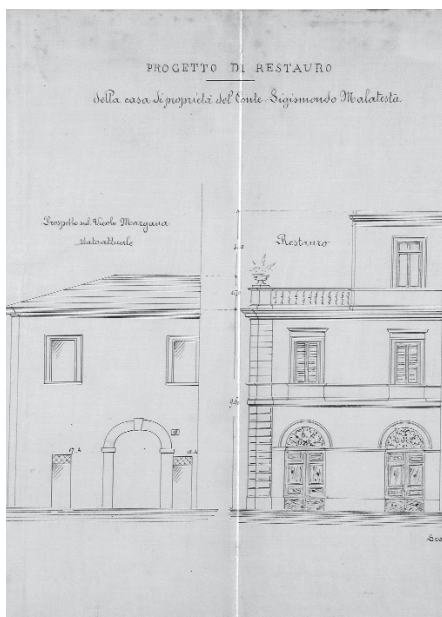 PROGETTO DI RESTAURO
della casa di proprietà del Conte Sigismondo Malatesta
Prospetto sul Vicolo Margana
stato attuale
Restauro